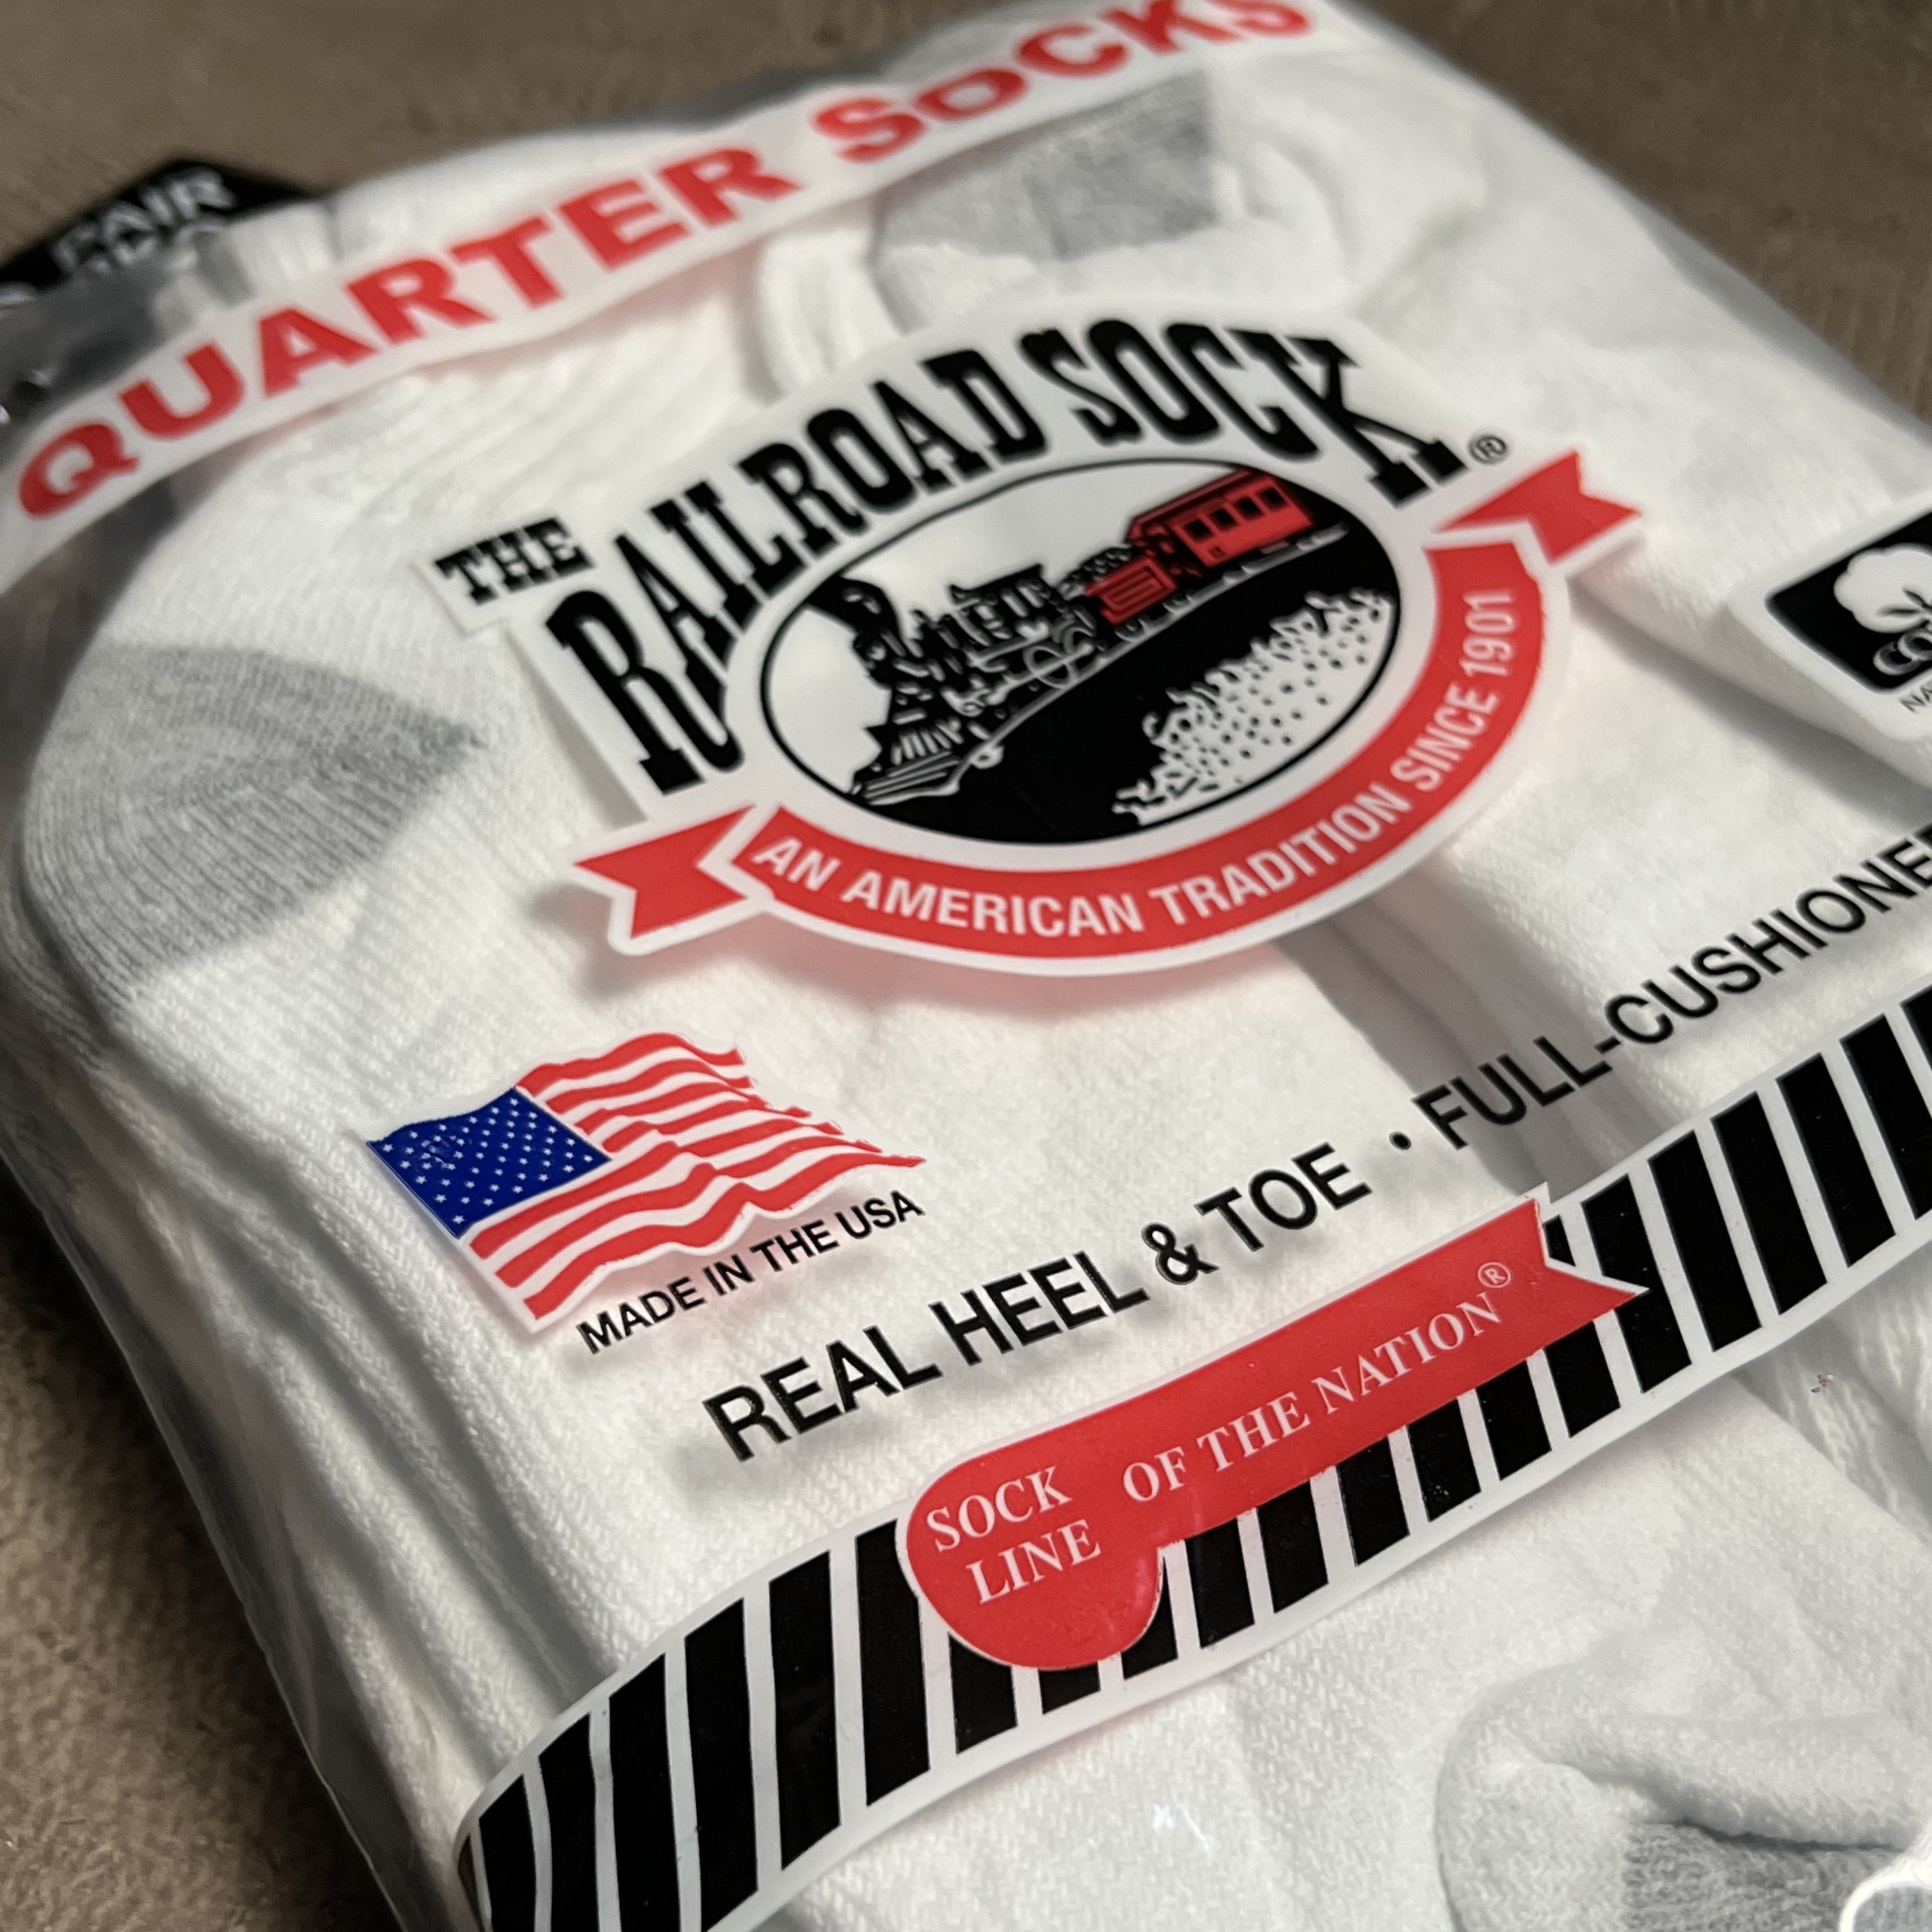 PAIR
QUARTER SOCKS
THE
RAILROAD SOCK®
AN AMERICAN TRADITION SINCE 1901
MADE IN THE USA
REAL HEEL & TOE • FULL-CUSHIONE
SOCK
LINE
OF THE NATION®